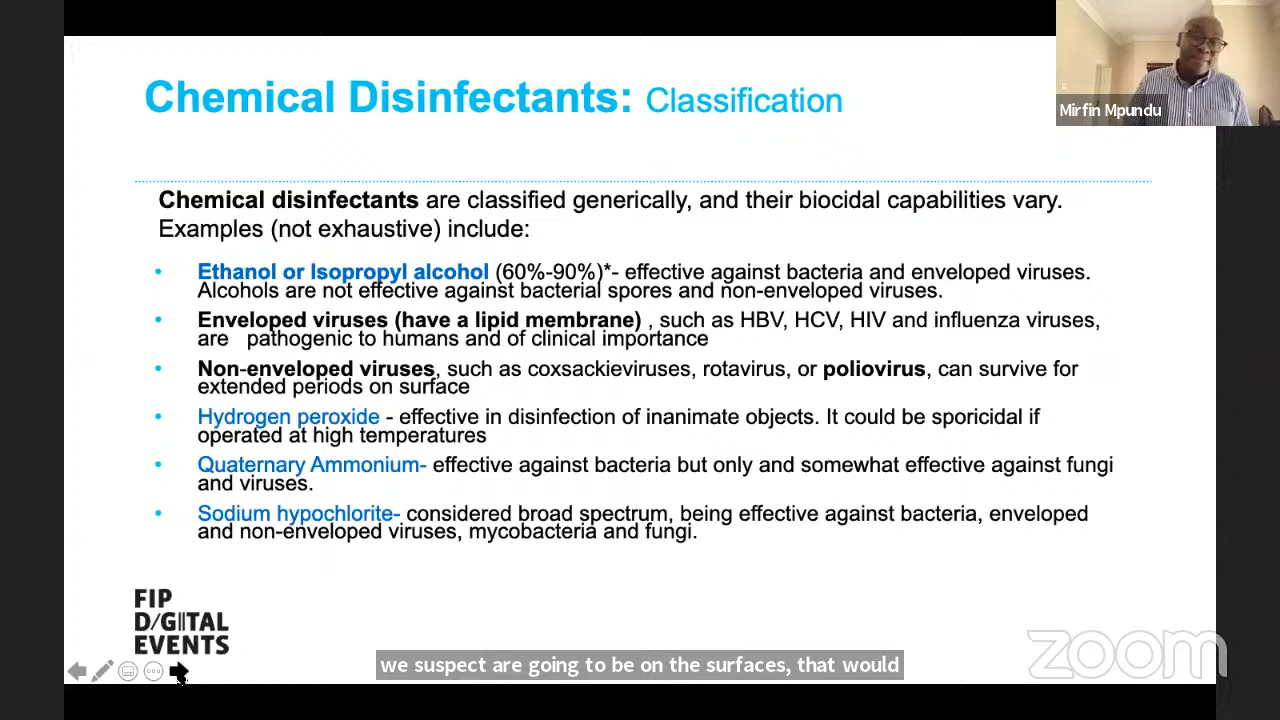 Chemical Disinfectants: Classification
Mirfin Mpundu
Chemical disinfectants are classified generically, and their biocidal capabilities vary.
Examples (not exhaustive) include:
• Ethanol or Isopropyl alcohol (60%-90%)*- effective against bacteria and enveloped viruses.
Alcohols are not effective against bacterial spores and non-enveloped viruses.
• Enveloped viruses (have a lipid membrane) , such as HBV, HCV, HIV and influenza viruses,
are pathogenic to humans and of clinical importance
• Non-enveloped viruses, such as coxsackieviruses, rotavirus, or poliovirus, can survive for
extended periods on surface
• Hydrogen peroxide - effective in disinfection of inanimate objects. It could be sporicidal if
operated at high temperatures
• Quaternary Ammonium- effective against bacteria but only and somewhat effective against fungi
and viruses.
• Sodium hypochlorite- considered broad spectrum, being effective against bacteria, enveloped
and non-enveloped viruses, mycobacteria and fungi.
FIP
D/GITAL
EVENTS
we suspect are going to be on the surfaces, that would
zoom